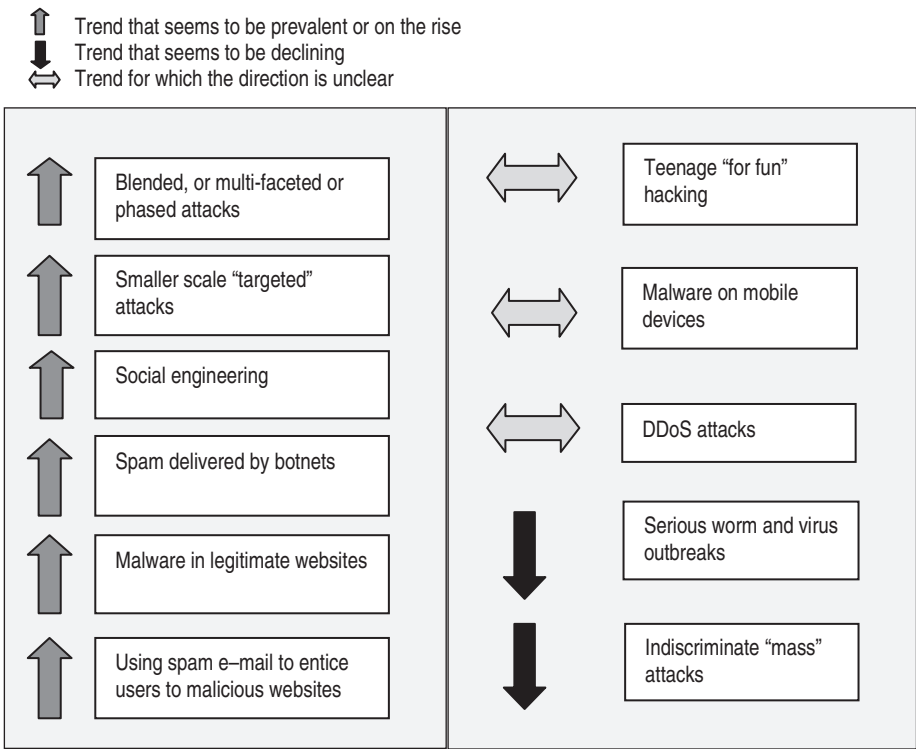 Trend that seems to be prevalent or on the rise
Trend that seems to be declining
Trend for which the direction is unclear
Blended, or multi-faceted or
phased attacks
Smaller scale “targeted”
attacks
Social engineering
Spam delivered by botnets
Malware in legitimate websites
Using spam e–mail to entice
users to malicious websites
Teenage “for fun”
hacking
Malware on mobile
devices
DDoS attacks
Serious worm and virus
outbreaks
Indiscriminate “mass”
attacks